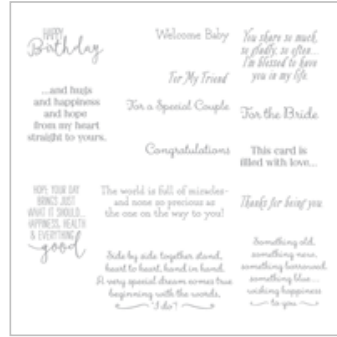 HAPPY
Birthday
...and hugs
and happiness
and hope
from my heart
straight to yours.
HOPE YOUR DAY
BRINGS JUST
WHAT IT SHOULD...
HAPPINESS, HEALTH
& EVERYTHING
good
Welcome Baby
For My Friend
For a Special Couple
Congratulations
You share so much,
so gladly, so often...
I'm blessed to have
you in my life.
For the Bride
This card is
filled with love...
The world is full of miracles-
and none so precious as
the one on the way to you!
Thanks for being you
Side by side together stand,
heart to heart, hand in hand.
A very special dream comes true
beginning with the words,
"I do"!
Something old,
something new,
something borrowed,
something blue...
wishing happiness
to you